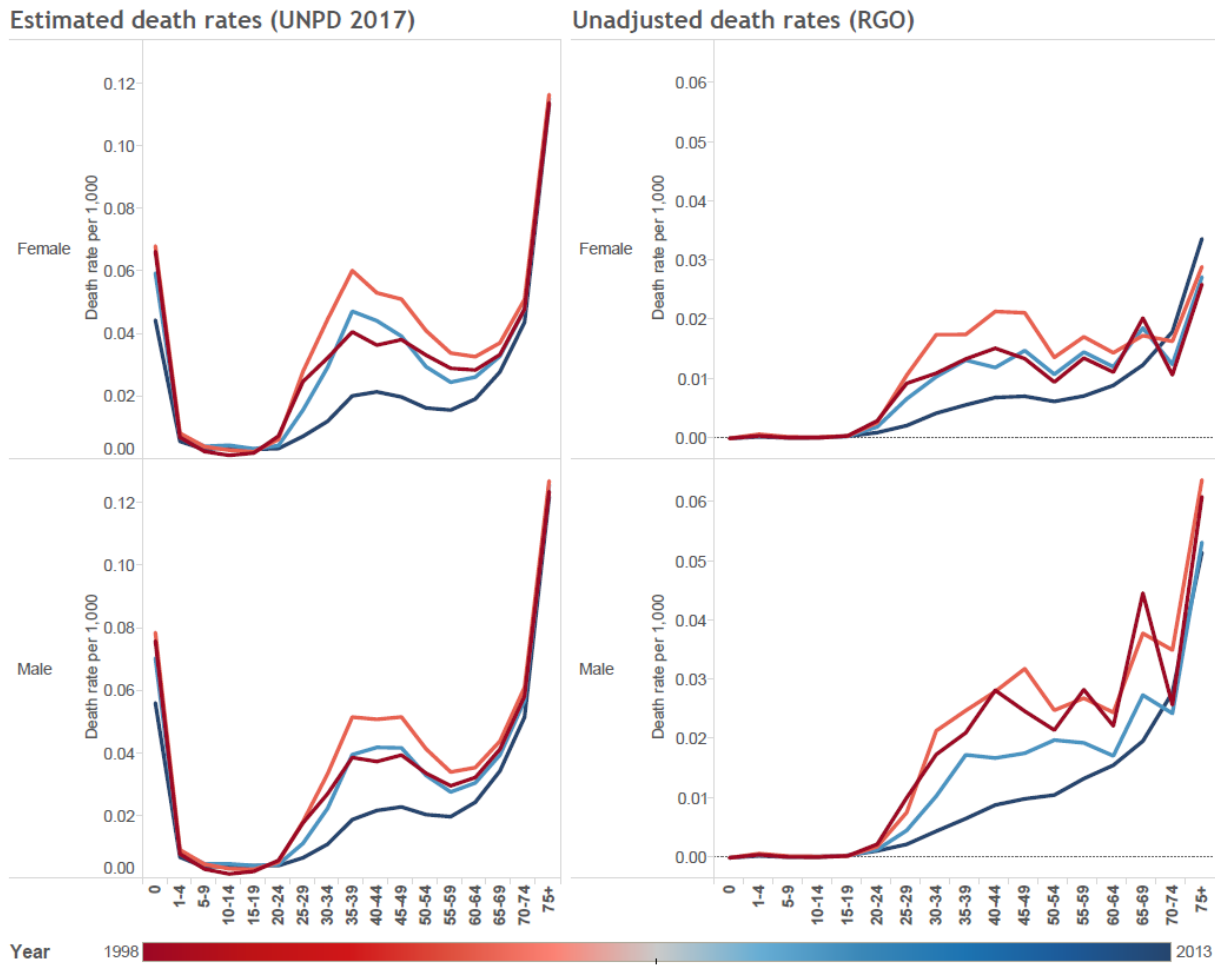 Estimated death rates (UNPD 2017)
Unadjusted death rates (RGO)
Female
Death rate per 1,000
0.12
0.10
0.08
0.06
0.04
0.02
0.00
Female
Death rate per 1,000
0.06
0.05
0.04
0.03
0.02
0.01
0.00
Male
Death rate per 1,000
0.12
0.10
0.08
0.06
0.04
0.02
0.00
Male
Death rate per 1,000
0.06
0.05
0.04
0.03
0.02
0.01
0.00
0 1-4 5-9 10-14 15-19 20-24 25-29 30-34 35-39 40-44 45-49 50-54 55-59 60-64 65-69 70-74 75+
0 1-4 5-9 10-14 15-19 20-24 25-29 30-34 35-39 40-44 45-49 50-54 55-59 60-64 65-69 70-74 75+
Year 1998 2013